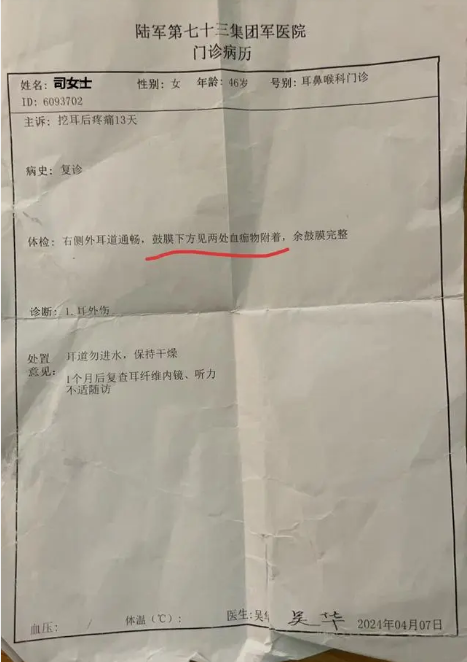 陆军第七十三集团军医院
门诊病历
姓名: 司女士 性别: 女 年龄: 46岁 号别: 耳鼻喉科门诊
ID: 6093702
主诉: 挖耳后疼痛13天
病史: 复诊
体检: 右侧外耳道通畅, 鼓膜下方见两处血痂物附着, 余鼓膜完整
诊断: 1.耳外伤
处置意见: 耳道勿进水, 保持干燥
1个月后复查耳纤维内镜、听力
不适随访
血压: / 体温(℃): 医生: 吴华 吴华 2021年04月07日